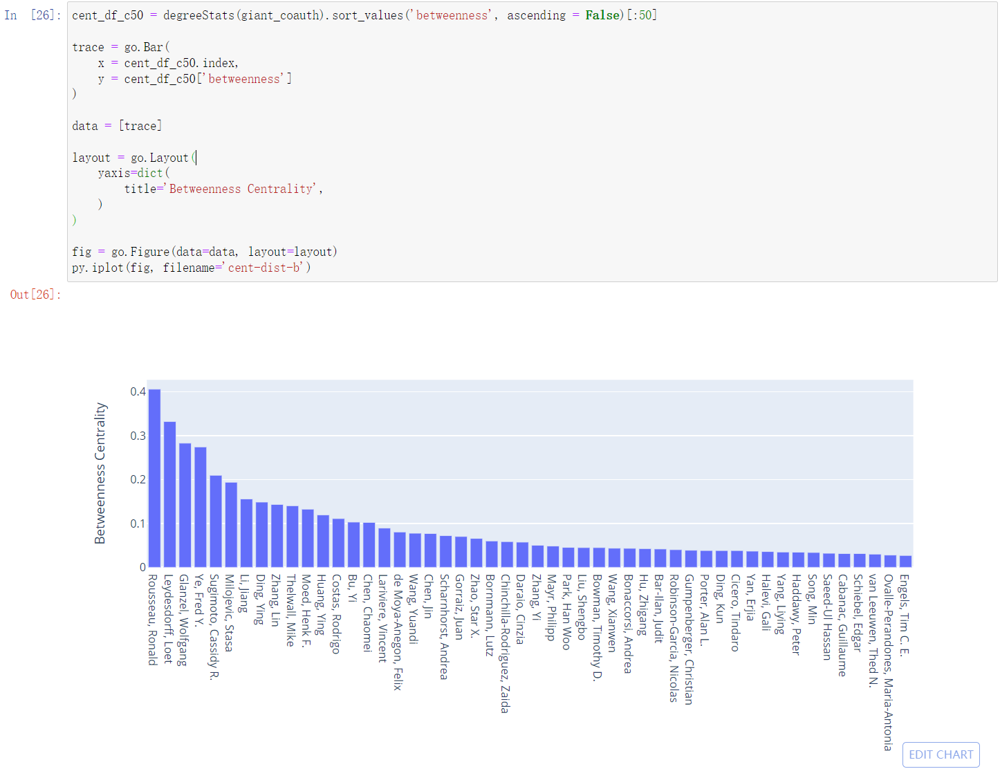 In [26]: cent_df_c50 = degreeStats(giant_coauth).sort_values('betweenness', ascending = False)[:50]
trace = go.Bar(
x = cent_df_c50.index,
y = cent_df_c50['betweenness']
)
data = [trace]
layout = go.Layout(
yaxis=dict(
title='Betweenness Centrality',
)
)
fig = go.Figure(data=data, layout=layout)
py.iplot(fig, filename='cent-dist-b')
Out[26]:
Betweenness Centrality
0.4
0.3
0.2
0.1
0
Rousseau, Ronald
Leydesdorff, Loet
Glanzel, Wolfgang
Ye, Fred Y.
Sugimoto, Cassidy R.
Milojevic, Stasa
Li, Jiang
Ding, Ying
Zhang, Lin
Thelwall, Mike
Moed, Henk F.
Huang, Ying
Costas, Rodrigo
Bu, Yi
Chen, Chaomei
Lariviere, Vincent
de Moya-Anegon, Felix
Wang, Yuandi
Chen, Jin
Scharnhorst, Andrea
Gorraiz, Juan
Zhao, Star X.
Bornmann, Lutz
Chinchilla-Rodriguez, Zaida
Daraio, Cinzia
Zhang, Yi
Mayr, Philipp
Park, Han Woo
Liu, Shengbo
Bowman, Timothy D.
Wang, Xianwen
Bonaccorsi, Andrea
Hu, Zhigang
Bar-Ilan, Judit
Robinson-Garcia, Nicolas
Gumpenberger, Christian
Porter, Alan L.
Ding, Kun
Cicero, Tindaro
Yan, Erjia
Halevi, Gali
Yang, Liying
Haddawy, Peter
Song, Min
Saeed-Ul Hassan
Cabanac, Guillaume
Schiebel, Edgar
van Leeuwen, Thed N.
Ovalle-Perandones, Maria-Antonia
Engels, Tim C. E.
EDIT CHART